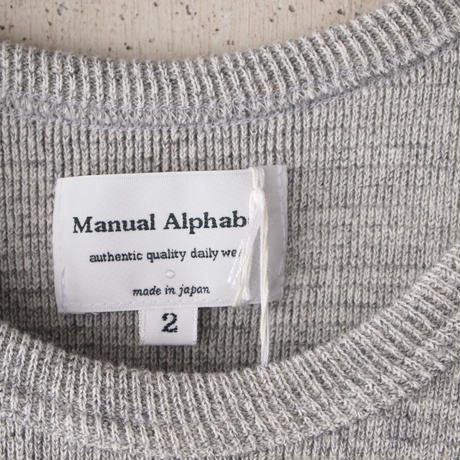 Manual Alphab
authentic quality daily we
made in japan
2